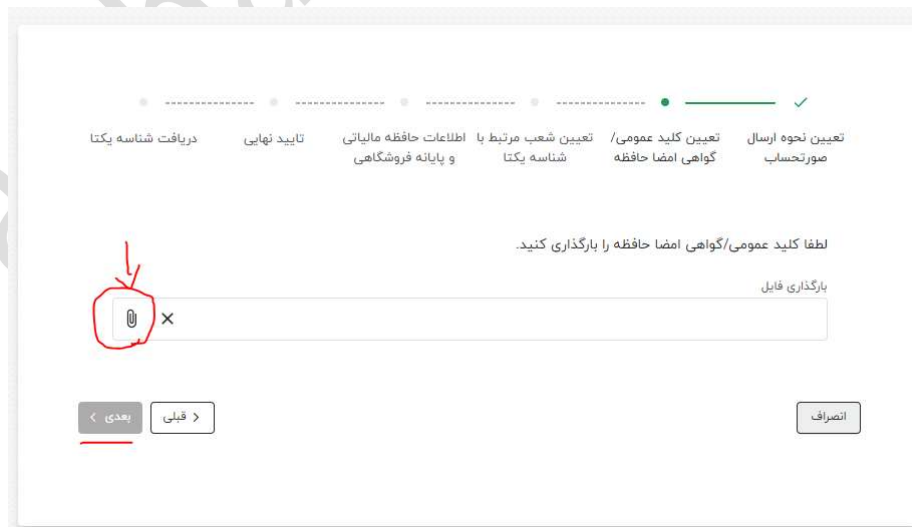 تعیین نحوه ارسال
صورتحساب
تعیین کلید عمومی/
گواهی امضا حافظه
تعیین شعب مرتبط با
شناسه یکتا
اطلاعات حافظه مالیاتی
و پایانه فروشگاهی
تایید نهایی
دریافت شناسه یکتا
لطفا کلید عمومی/گواهی امضا حافظه را بارگذاری کنید.
بارگذاری فایل
انصراف
قبلی
بعدی